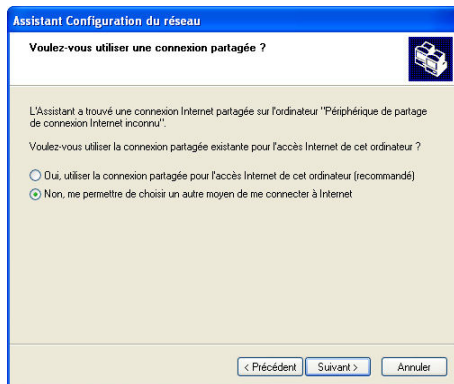 Assistant Configuration du réseau
Voulez-vous utiliser une connexion partagée ?
L'Assistant a trouvé une connexion Internet partagée sur l'ordinateur "Périphérique de partage
de connexion Internet inconnu".
Voulez-vous utiliser la connexion partagée existante pour l'accès Internet de cet ordinateur ?
Oui, utiliser la connexion partagée pour l'accès Internet de cet ordinateur (recommandé)
Non, me permettre de choisir un autre moyen de me connecter à Internet
< Précédent Suivant > Annuler